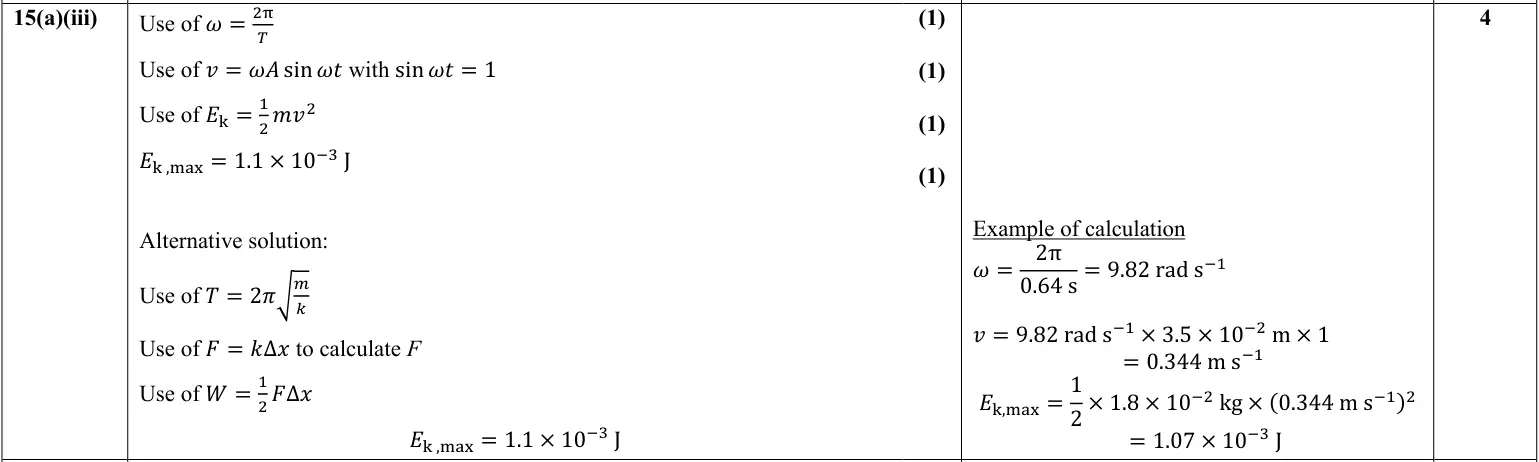 15(a)(iii)
Use of ω = 2π/T (1)
Use of v = ωA sin ωt with sin ωt = 1 (1)
Use of E_k = 1/2 mv² (1)
E_k ,max = 1.1 × 10⁻³ J (1)
4
Alternative solution:
Use of T = 2π√(m/k)
Use of F = kΔx to calculate F
Use of W = 1/2 FΔx
E_k ,max = 1.1 × 10⁻³ J
Example of calculation
ω = 2π/0.64 s = 9.82 rad s⁻¹
v = 9.82 rad s⁻¹ × 3.5 × 10⁻² m × 1
= 0.344 m s⁻¹
E_k,max = 1/2 × 1.8 × 10⁻² kg × (0.344 m s⁻¹)²
= 1.07 × 10⁻³ J